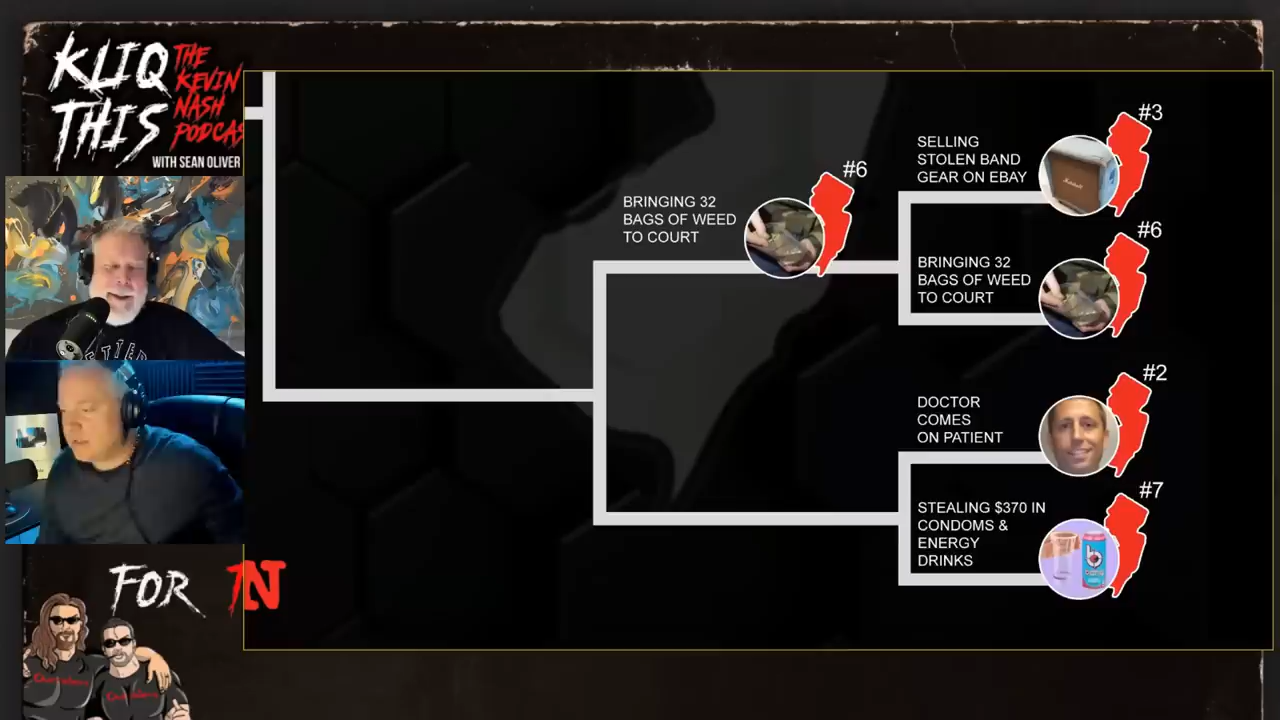 KLIQ
THIS
THE
KEVIN
NASH
WITH SEAN OLIVER
#3
SELLING
STOLEN BAND
GEAR ON EBAY
#6
BRINGING 32
BAGS OF WEED
TO COURT
#6
BRINGING 32
BAGS OF WEED
TO COURT
#2
DOCTOR
COMES
ON PATIENT
#7
STEALING $370 IN
CONDOMS &
ENERGY
DRINKS
FOR